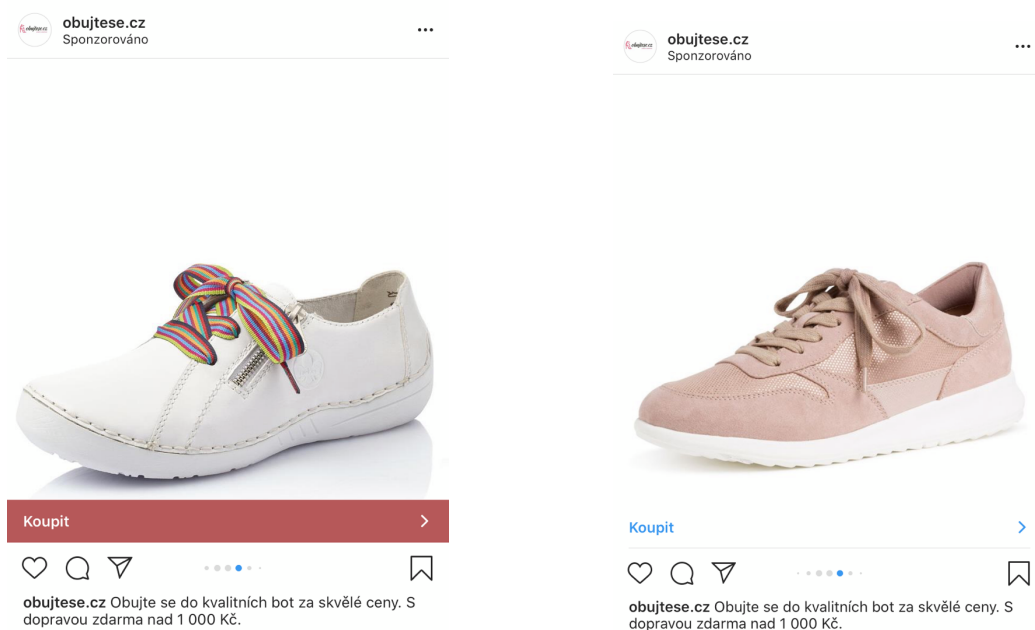 obujtese.cz
Sponzorováno
Koupit
obujtese.cz Obujte se do kvalitních bot za skvělé ceny. S
dopravou zdarma nad 1 000 Kč.
obujtese.cz
Sponzorováno
Koupit
obujtese.cz Obujte se do kvalitních bot za skvělé ceny. S
dopravou zdarma nad 1 000 Kč.